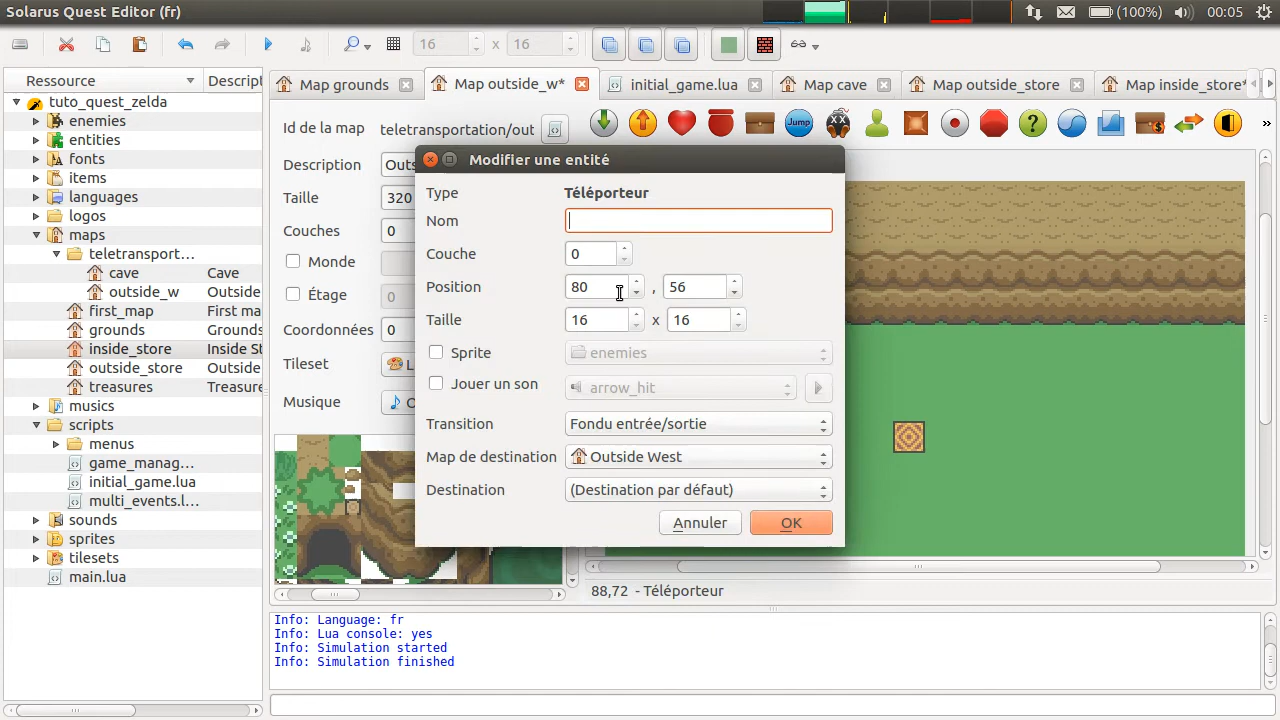 Solarus Quest Editor (fr)
(100%)
00:05
16
x
16
Ressource
Descript
Map grounds
Map outside_w*
initial_game.lua
Map cave
Map outside_store
Map inside_store*
tuto_quest_zelda
enemies
entities
fonts
items
languages
logos
maps
teletransport...
cave
Cave
outside_w
Outside
first_map
First ma
grounds
Ground
inside_store
Inside St
outside_store
Outside
treasures
Treasure
musics
scripts
menus
game_manag...
initial_game.lua
multi_events.l...
sounds
sprites
tilesets
main.lua
Id de la map
teletransportation/out
Jump
»
Description
Outs
Taille
320
Couches
0
Monde
Étage
0
Coordonnées
0
Tileset
L
Musique
O
Modifier une entité
Type
Téléporteur
Nom
Couche
0
Position
80
,
56
Taille
16
x
16
Sprite
enemies
Jouer un son
arrow_hit
Transition
Fondu entrée/sortie
Map de destination
Outside West
Destination
(Destination par défaut)
Annuler
OK
88,72 - Téléporteur
Info: Language: fr
Info: Lua console: yes
Info: Simulation started
Info: Simulation finished